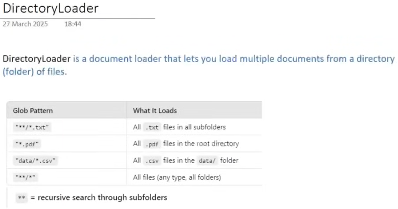 DirectoryLoader
27 March 2025 18:44
DirectoryLoader is a document loader that lets you load multiple documents from a directory
(folder) of files.
Glob Pattern What It Loads
"**/*.txt" All .txt files in all subfolders
"*.pdf" All .pdf files in the root directory
"data/*.csv" All .csv files in the data/ folder
"**/*" All files (any type, all folders)
** = recursive search through subfolders